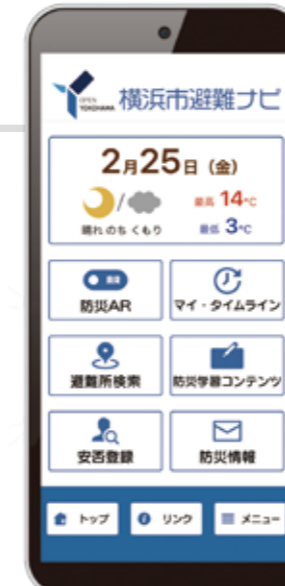 OPEN
YOKOHAMA
横浜市避難ナビ
2月25日（金）
最高 14℃
晴れ のち くもり
最低 3℃
防災AR
マイ・タイムライン
避難所検索
防災学習コンテンツ
安否登録
防災情報
トップ
リンク
メニュー